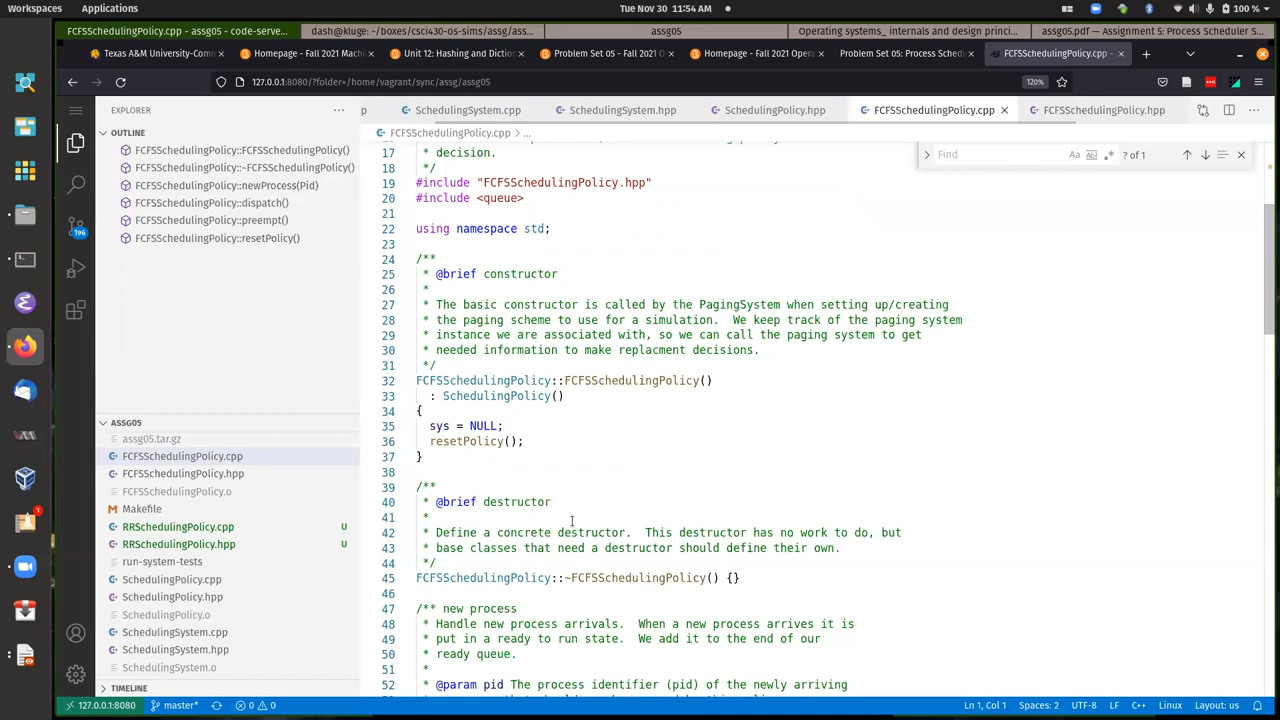 Workspaces Applications Tue Nov 30 11:54 AM 100 %
FCFSSchedulingPolicy.cpp - assg05 - code-serve... dash@kluge: ~/boxes/csci430-os-sims/assg/ass... assg05 Operating systems_ internals and design princi... assg05.pdf — Assignment 5: Process Scheduler S...
Texas A&M University-Comm Homepage - Fall 2021 Machi Unit 12: Hashing and Dictio Problem Set 05 - Fall 2021 O Homepage - Fall 2021 Opera Problem Set 05: Process Sched FCFSSchedulingPolicy.cpp -
127.0.0.1:8080/?folder=/home/vagrant/sync/assg/assg05 120%
EXPLORER p SchedulingSystem.cpp SchedulingSystem.hpp SchedulingPolicy.hpp FCFSSchedulingPolicy.cpp FCFSSchedulingPolicy.hpp
OUTLINE
FCFSSchedulingPolicy::FCFSSchedulingPolicy()
FCFSSchedulingPolicy::~FCFSSchedulingPolicy()
FCFSSchedulingPolicy::newProcess(Pid)
FCFSSchedulingPolicy::dispatch()
FCFSSchedulingPolicy::preempt()
FCFSSchedulingPolicy::resetPolicy()
196
ASSG05
assg05.tar.gz
FCFSSchedulingPolicy.cpp
FCFSSchedulingPolicy.hpp
FCFSSchedulingPolicy.o
Makefile
RRSchedulingPolicy.cpp U
RRSchedulingPolicy.hpp U
run-system-tests
SchedulingPolicy.cpp
SchedulingPolicy.hpp
SchedulingPolicy.o
SchedulingSystem.cpp
SchedulingSystem.hpp
SchedulingSystem.o
TIMELINE
FCFSSchedulingPolicy.cpp > ...
Find Aa ab .* ? of 1
17 * decision.
18 */
19 #include "FCFSSchedulingPolicy.hpp"
20 #include <queue>
21
22 using namespace std;
23
24 /**
25 * @brief constructor
26 *
27 * The basic constructor is called by the PagingSystem when setting up/creating
28 * the paging scheme to use for a simulation.  We keep track of the paging system
29 * instance we are associated with, so we can call the paging system to get
30 * needed information to make replacment decisions.
31 */
32 FCFSSchedulingPolicy::FCFSSchedulingPolicy()
33 : SchedulingPolicy()
34 {
35 sys = NULL;
36 resetPolicy();
37 }
38
39 /**
40 * @brief destructor
41 *
42 * Define a concrete destructor.  This destructor has no work to do, but
43 * base classes that need a destructor should define their own.
44 */
45 FCFSSchedulingPolicy::~FCFSSchedulingPolicy() {}
46
47 /** new process
48 * Handle new process arrivals.  When a new process arrives it is
49 * put in a ready to run state.  We add it to the end of our
50 * ready queue.
51 *
52 * @param pid The process identifier (pid) of the newly arriving
127.0.0.1:8080 master* 0 0 Ln 1, Col 1 Spaces: 2 UTF-8 LF C++ Linux Layout: us